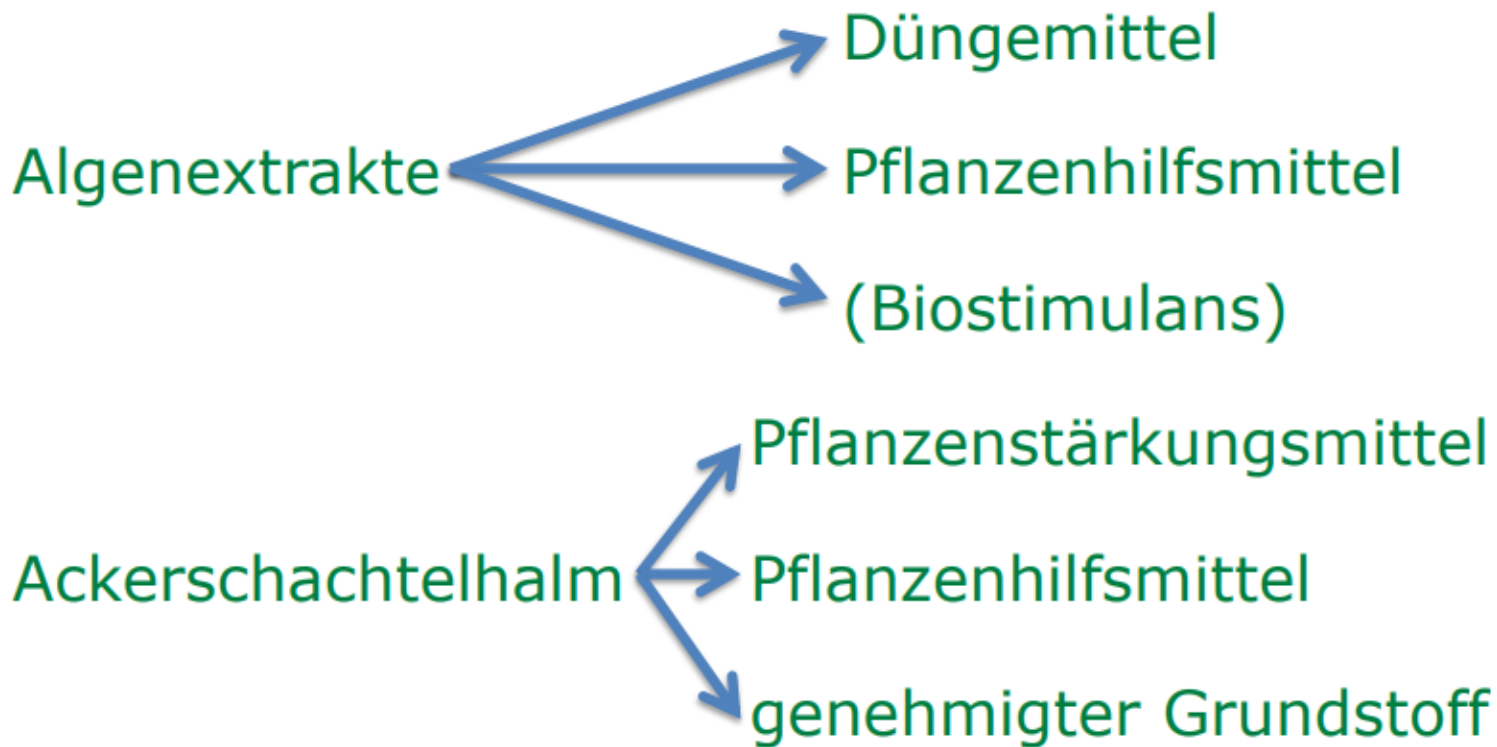 Düngemittel
Algenextrakte
Pflanzenhilfsmittel
(Biostimulans)
Pflanzenstärkungsmittel
Ackerschachtelhalm
Pflanzenhilfsmittel
genehmigter Grundstoff